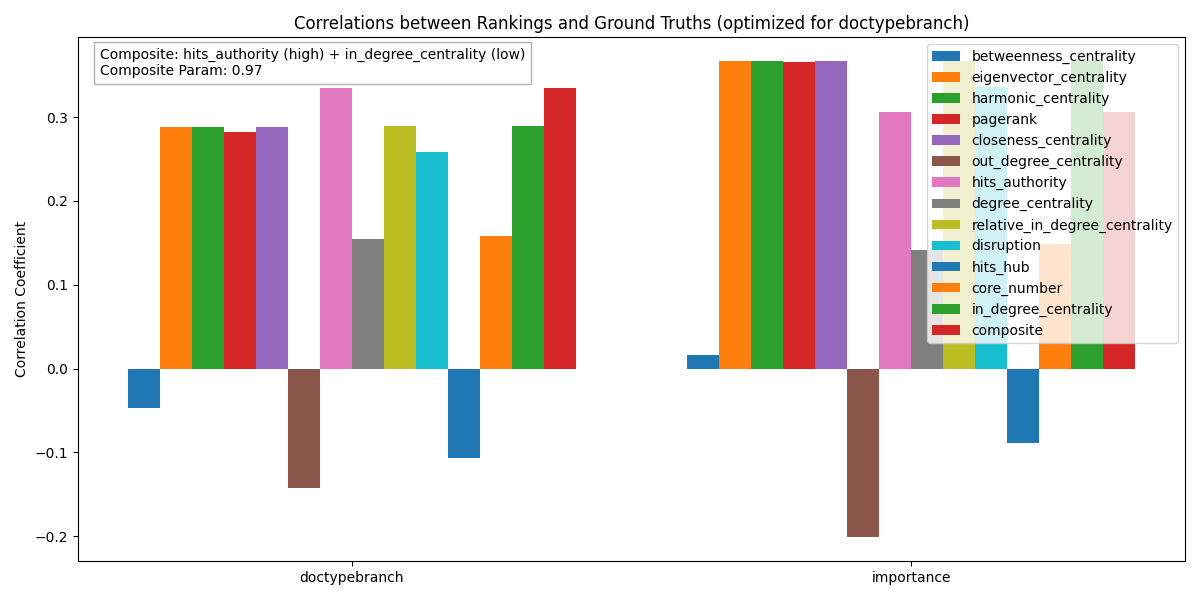 Correlations between Rankings and Ground Truths (optimized for doctypebranch)
Composite: hits_authority (high) + in_degree_centrality (low)
Composite Param: 0.97
betweenness_centrality
eigenvector_centrality
harmonic_centrality
pagerank
closeness_centrality
out_degree_centrality
hits_authority
degree_centrality
relative_in_degree_centrality
disruption
hits_hub
core_number
in_degree_centrality
composite
Correlation Coefficient
0.3
0.2
0.1
0.0
−0.1
−0.2
doctypebranch
importance